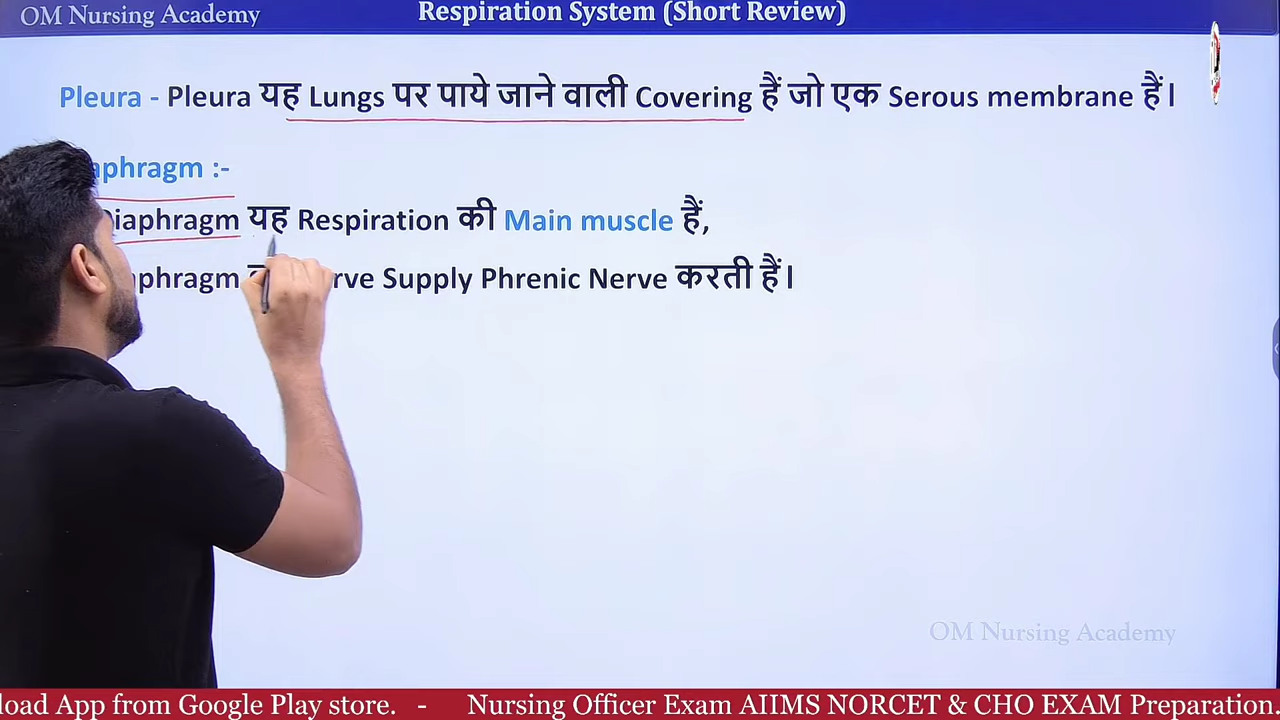 OM Nursing Academy
Respiration System (Short Review)
Pleura - Pleura यह Lungs पर पाये जाने वाली Covering हैं जो एक Serous membrane हैं।
aphragm :-
Diaphragm यह Respiration की Main muscle हैं,
phragm rve Supply Phrenic Nerve करती हैं।
OM Nursing Academy
load App from Google Play store. - Nursing Officer Exam AIIMS NORCET & CHO EXAM Preparation.